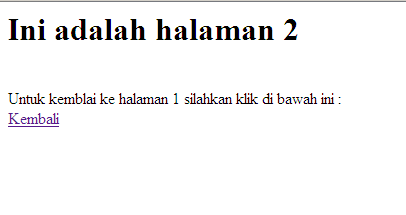 Ini adalah halaman 2
Untuk kemblai ke halaman 1 silahkan klik di bawah ini :
Kembali